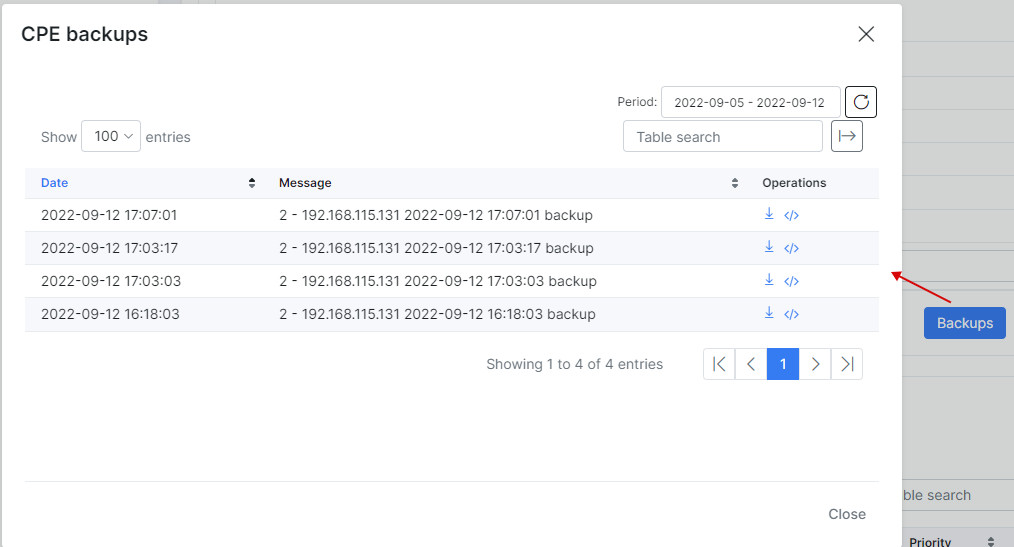 CPE backups
Period: 2022-09-05 - 2022-09-12
Show 100 entries
Table search
Date Message Operations
2022-09-12 17:07:01 2 - 192.168.115.131 2022-09-12 17:07:01 backup
2022-09-12 17:03:17 2 - 192.168.115.131 2022-09-12 17:03:17 backup
2022-09-12 17:03:03 2 - 192.168.115.131 2022-09-12 17:03:03 backup
2022-09-12 16:18:03 2 - 192.168.115.131 2022-09-12 16:18:03 backup
Backups
Showing 1 to 4 of 4 entries 1
ble search
Close
Priority